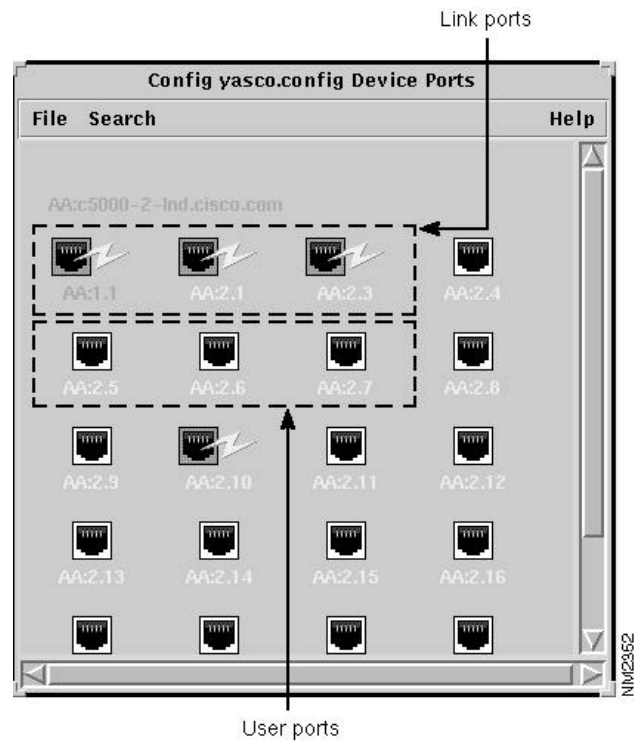 Link ports
Config yasco.config Device Ports
File Search Help
AA:c5000-2-lnd.cisco.com
AA:1.1 AA:2.1 AA:2.3 AA:2.4
AA:2.5 AA:2.6 AA:2.7 AA:2.8
AA:2.9 AA:2.10 AA:2.11 AA:2.12
AA:2.13 AA:2.14 AA:2.15 AA:2.16
NM2352
User ports